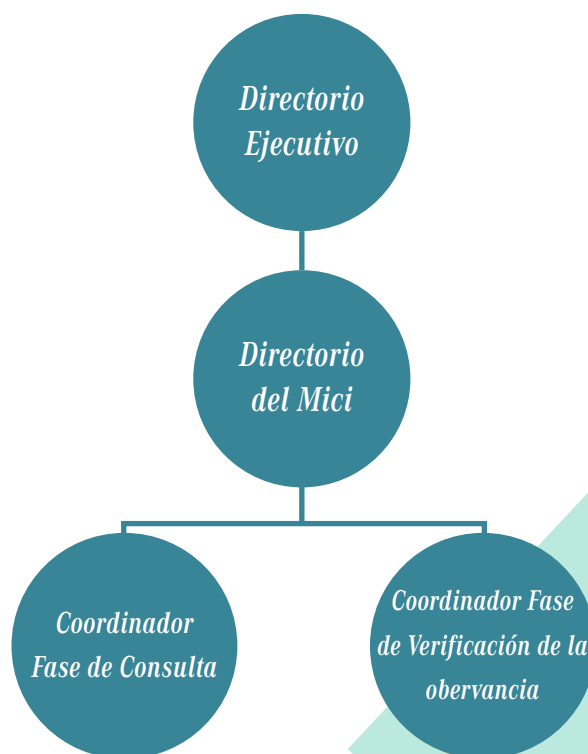 Directorio
Ejecutivo
Directorio
del Mici
Coordinador
Fase de Consulta
Coordinador Fase
de Verificación de la
obervancia